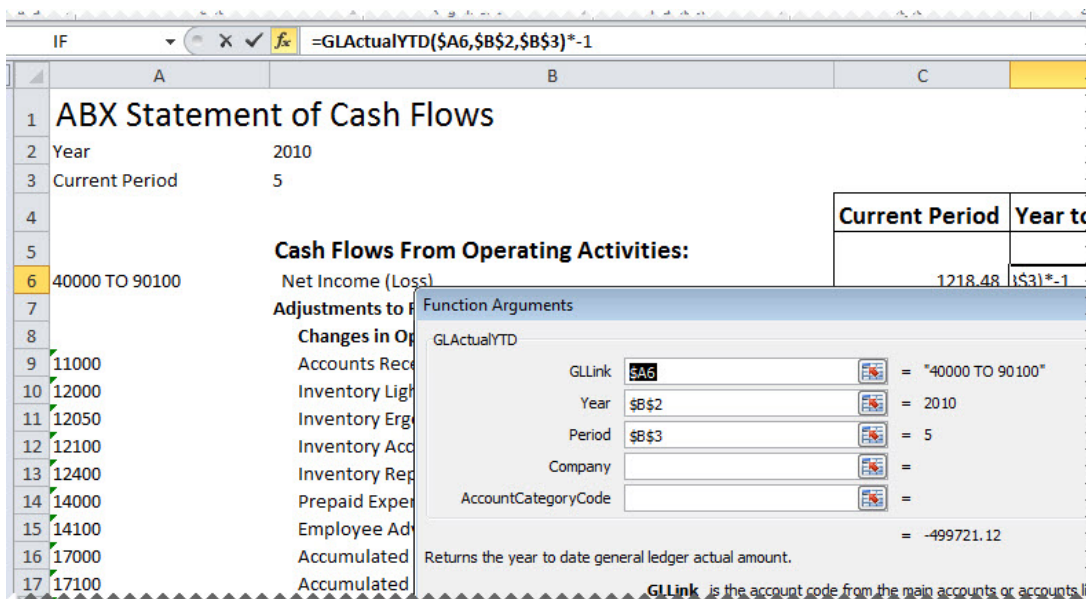 IF fx =GLActualYTD($A6,$B$2,$B$3)*-1
A B C
1 ABX Statement of Cash Flows
2 Year 2010
3 Current Period 5
4 Current Period Year to
5 Cash Flows From Operating Activities:
6 40000 TO 90100 Net Income (Loss) 1218.48 $3)*-1
7 Adjustments to
Function Arguments
8 Changes in Op
GLActualYTD
9 11000 Accounts Rece
GLLink $A6 = "40000 TO 90100"
10 12000 Inventory Ligh
Year $B$2 = 2010
11 12050 Inventory Erg
12 12100 Inventory Acc
Period $B$3 = 5
13 12400 Inventory Rep
Company =
14 14000 Prepaid Exper
AccountCategoryCode =
15 14100 Employee Adv
= -499721.12
16 17000 Accumulated
Returns the year to date general ledger actual amount.
17 17100 Accumulated
GLLink is the account code from the main accounts or accounts